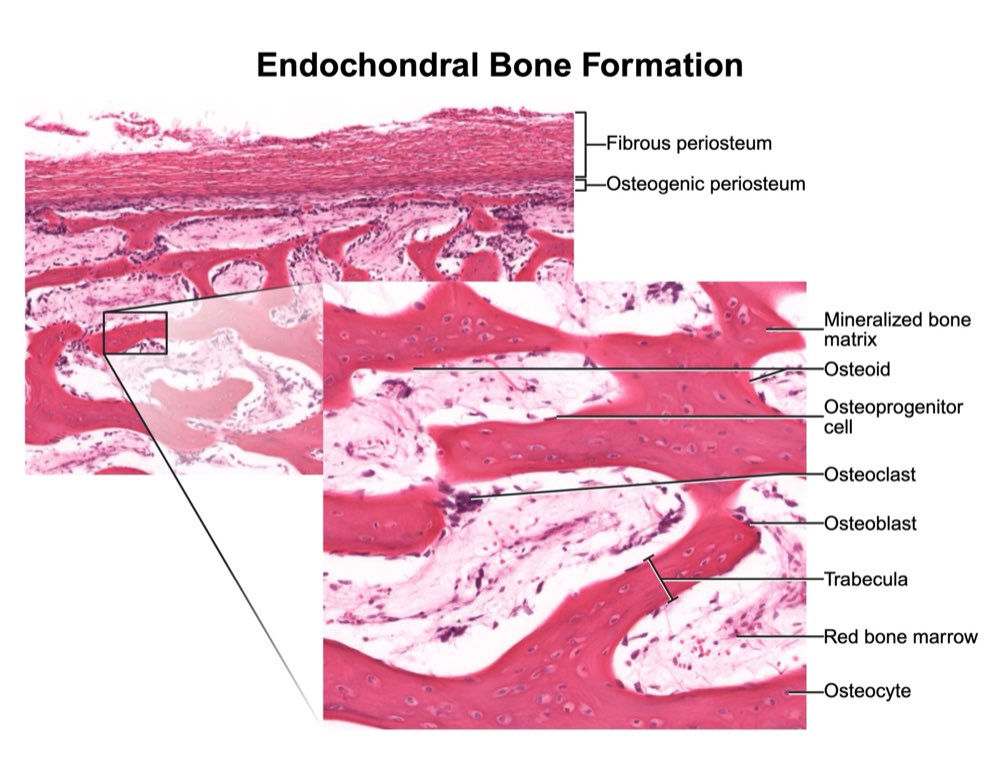 Endochondral Bone Formation
Fibrous periosteum
Osteogenic periosteum
Mineralized bone
matrix
Osteoid
Osteoprogenitor
cell
Osteoclast
Osteoblast
Trabecula
Red bone marrow
Osteocyte